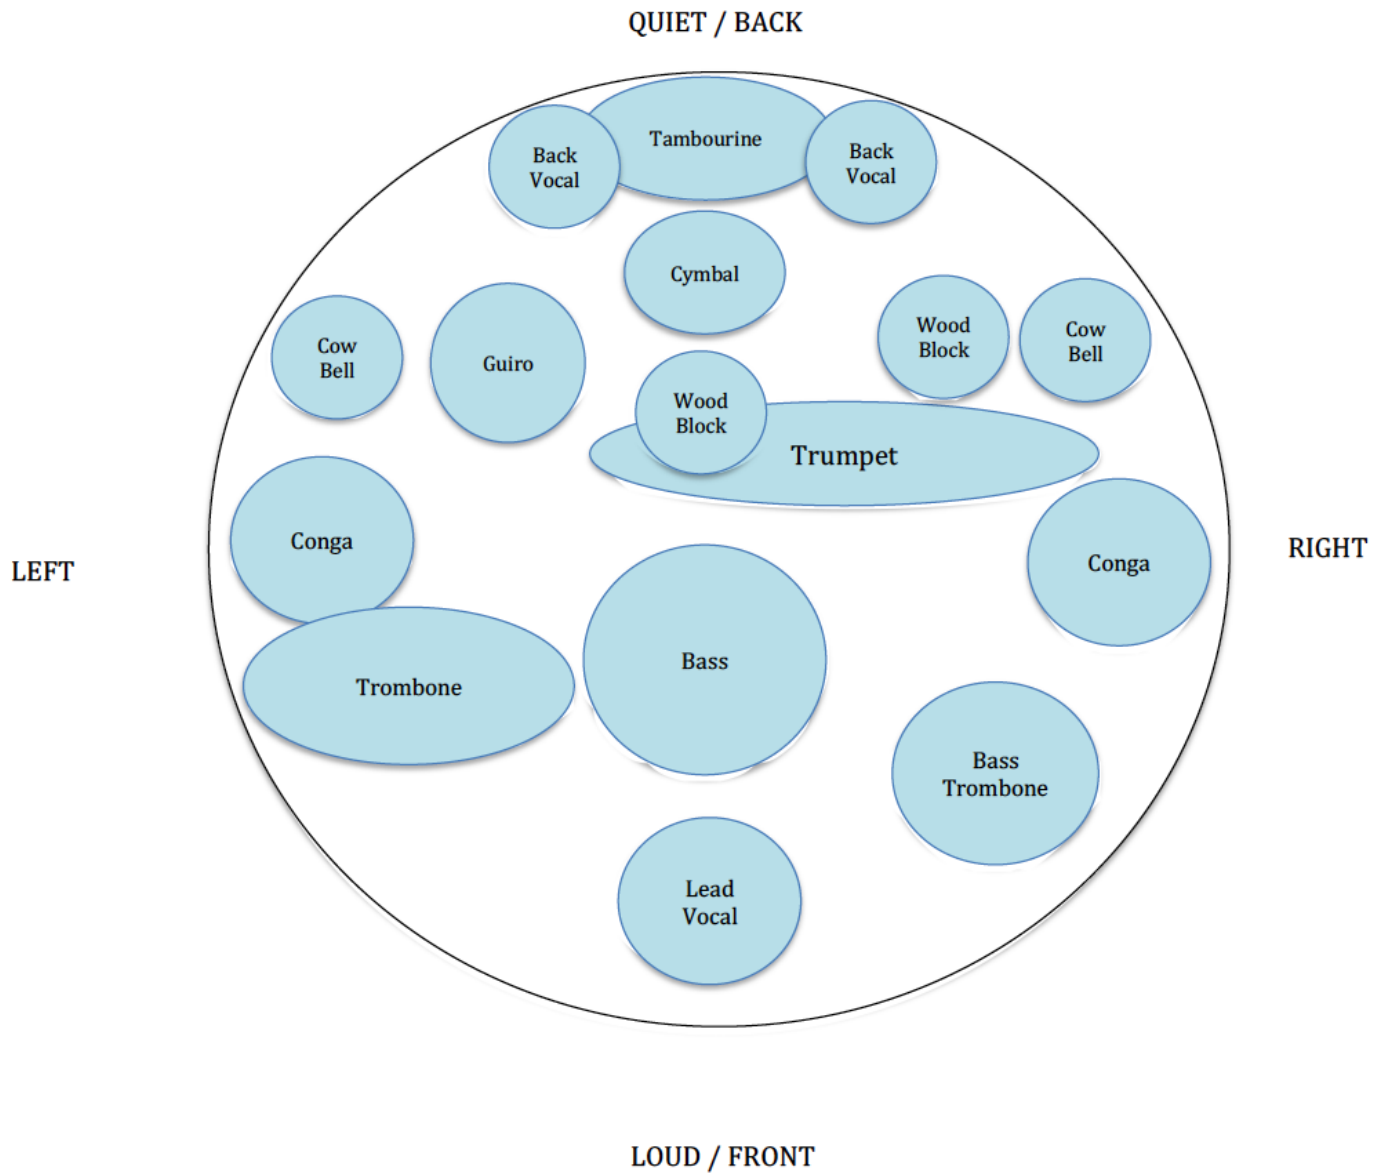 QUIET / BACK
Tambourine
Back
Vocal
Back
Vocal
Cymbal
Cow
Bell
Guiro
Wood
Block
Cow
Bell
Wood
Block
Trumpet
Conga
Conga
LEFT
RIGHT
Trombone
Bass
Bass
Trombone
Lead
Vocal
LOUD / FRONT